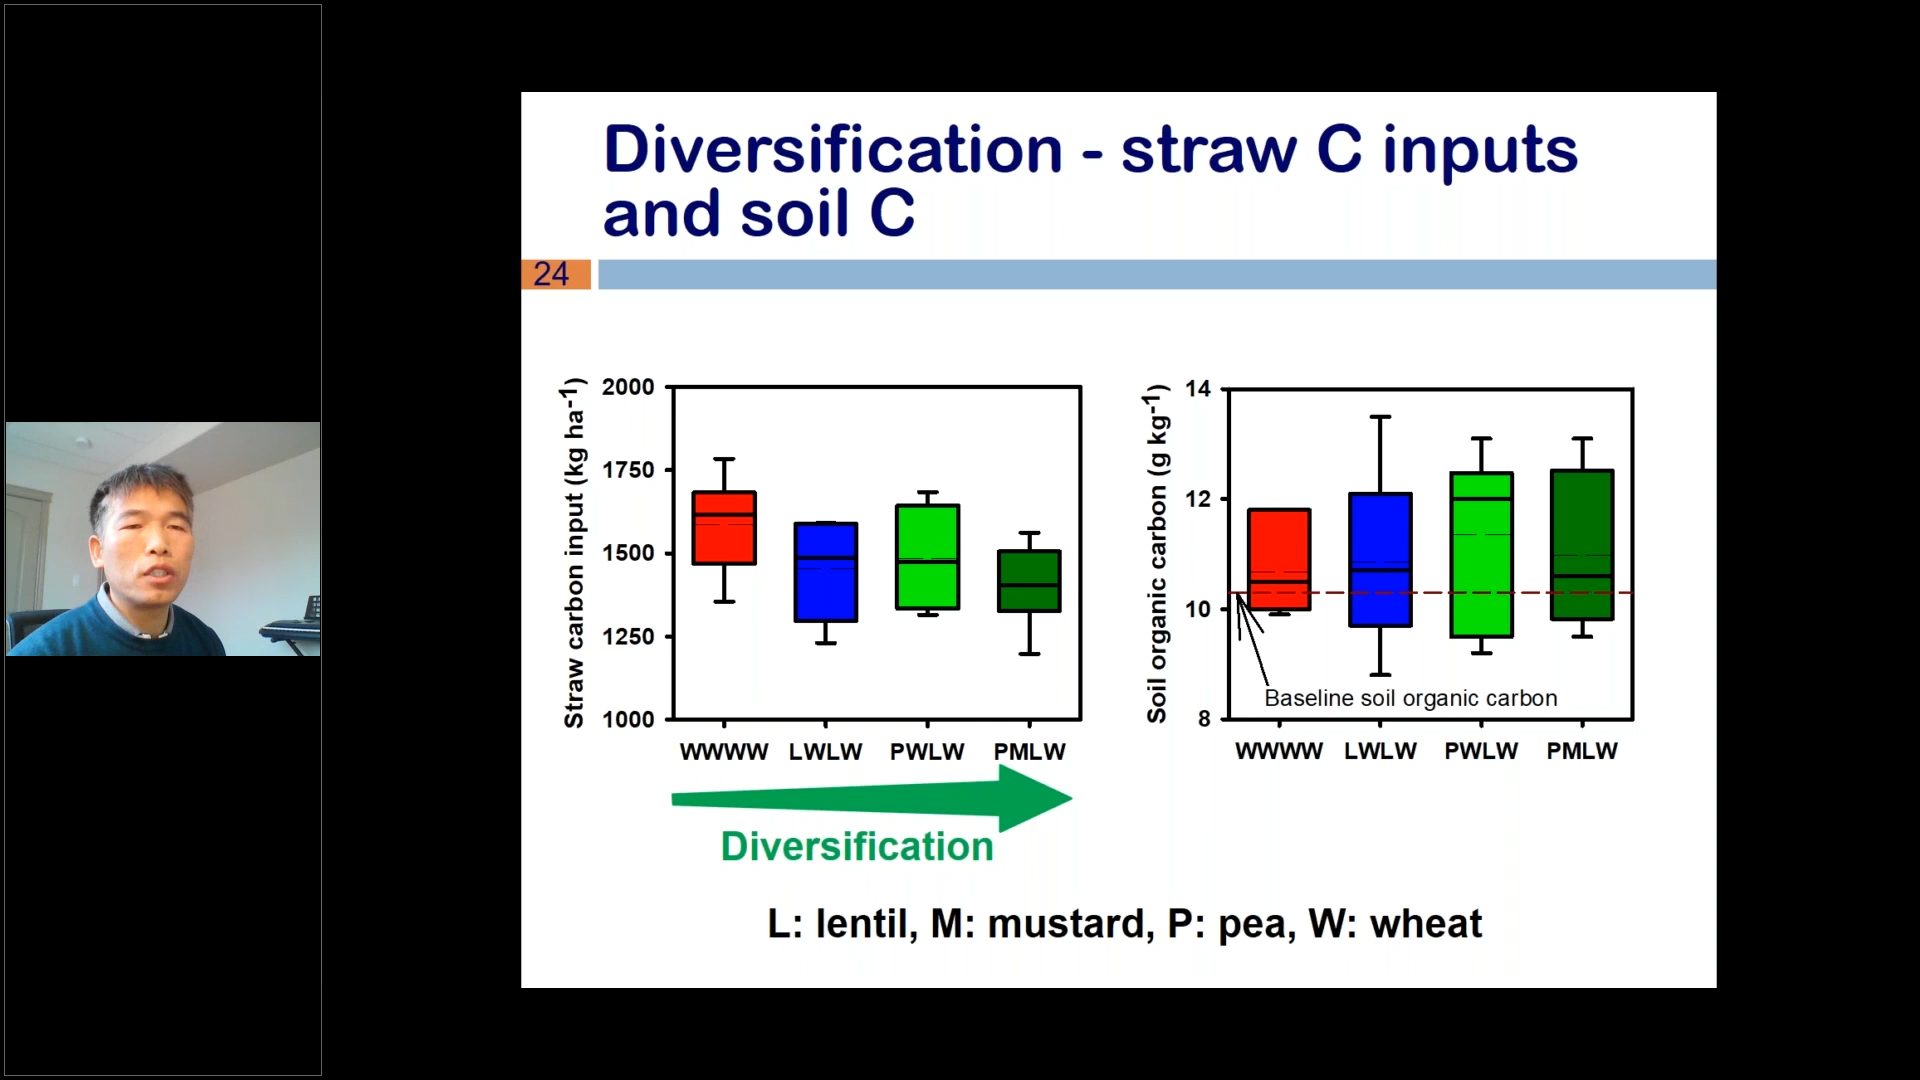 Diversification - straw C inputs
and soil C
24
Straw carbon input (kg ha-1)
2000
1750
1500
1250
1000
WWWW LWLW PWLW PMLW
Diversification
Soil organic carbon (g kg-1)
14
12
10
8
Baseline soil organic carbon
WWWW LWLW PWLW PMLW
L: lentil, M: mustard, P: pea, W: wheat